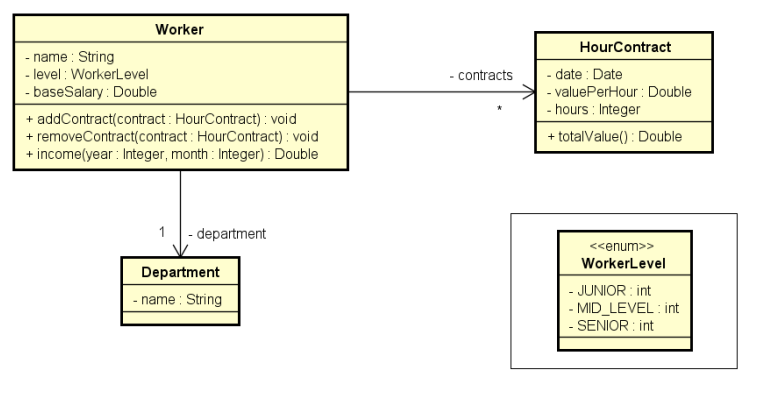 Worker
- name : String
- level : WorkerLevel
- baseSalary : Double
+ addContract(contract : HourContract) : void
+ removeContract(contract : HourContract) : void
+ income(year : Integer, month : Integer) : Double
- contracts
*
HourContract
- date : Date
- valuePerHour : Double
- hours : Integer
+ totalValue() : Double
1
- department
Department
- name : String
<<enum>>
WorkerLevel
- JUNIOR : int
- MID_LEVEL : int
- SENIOR : int